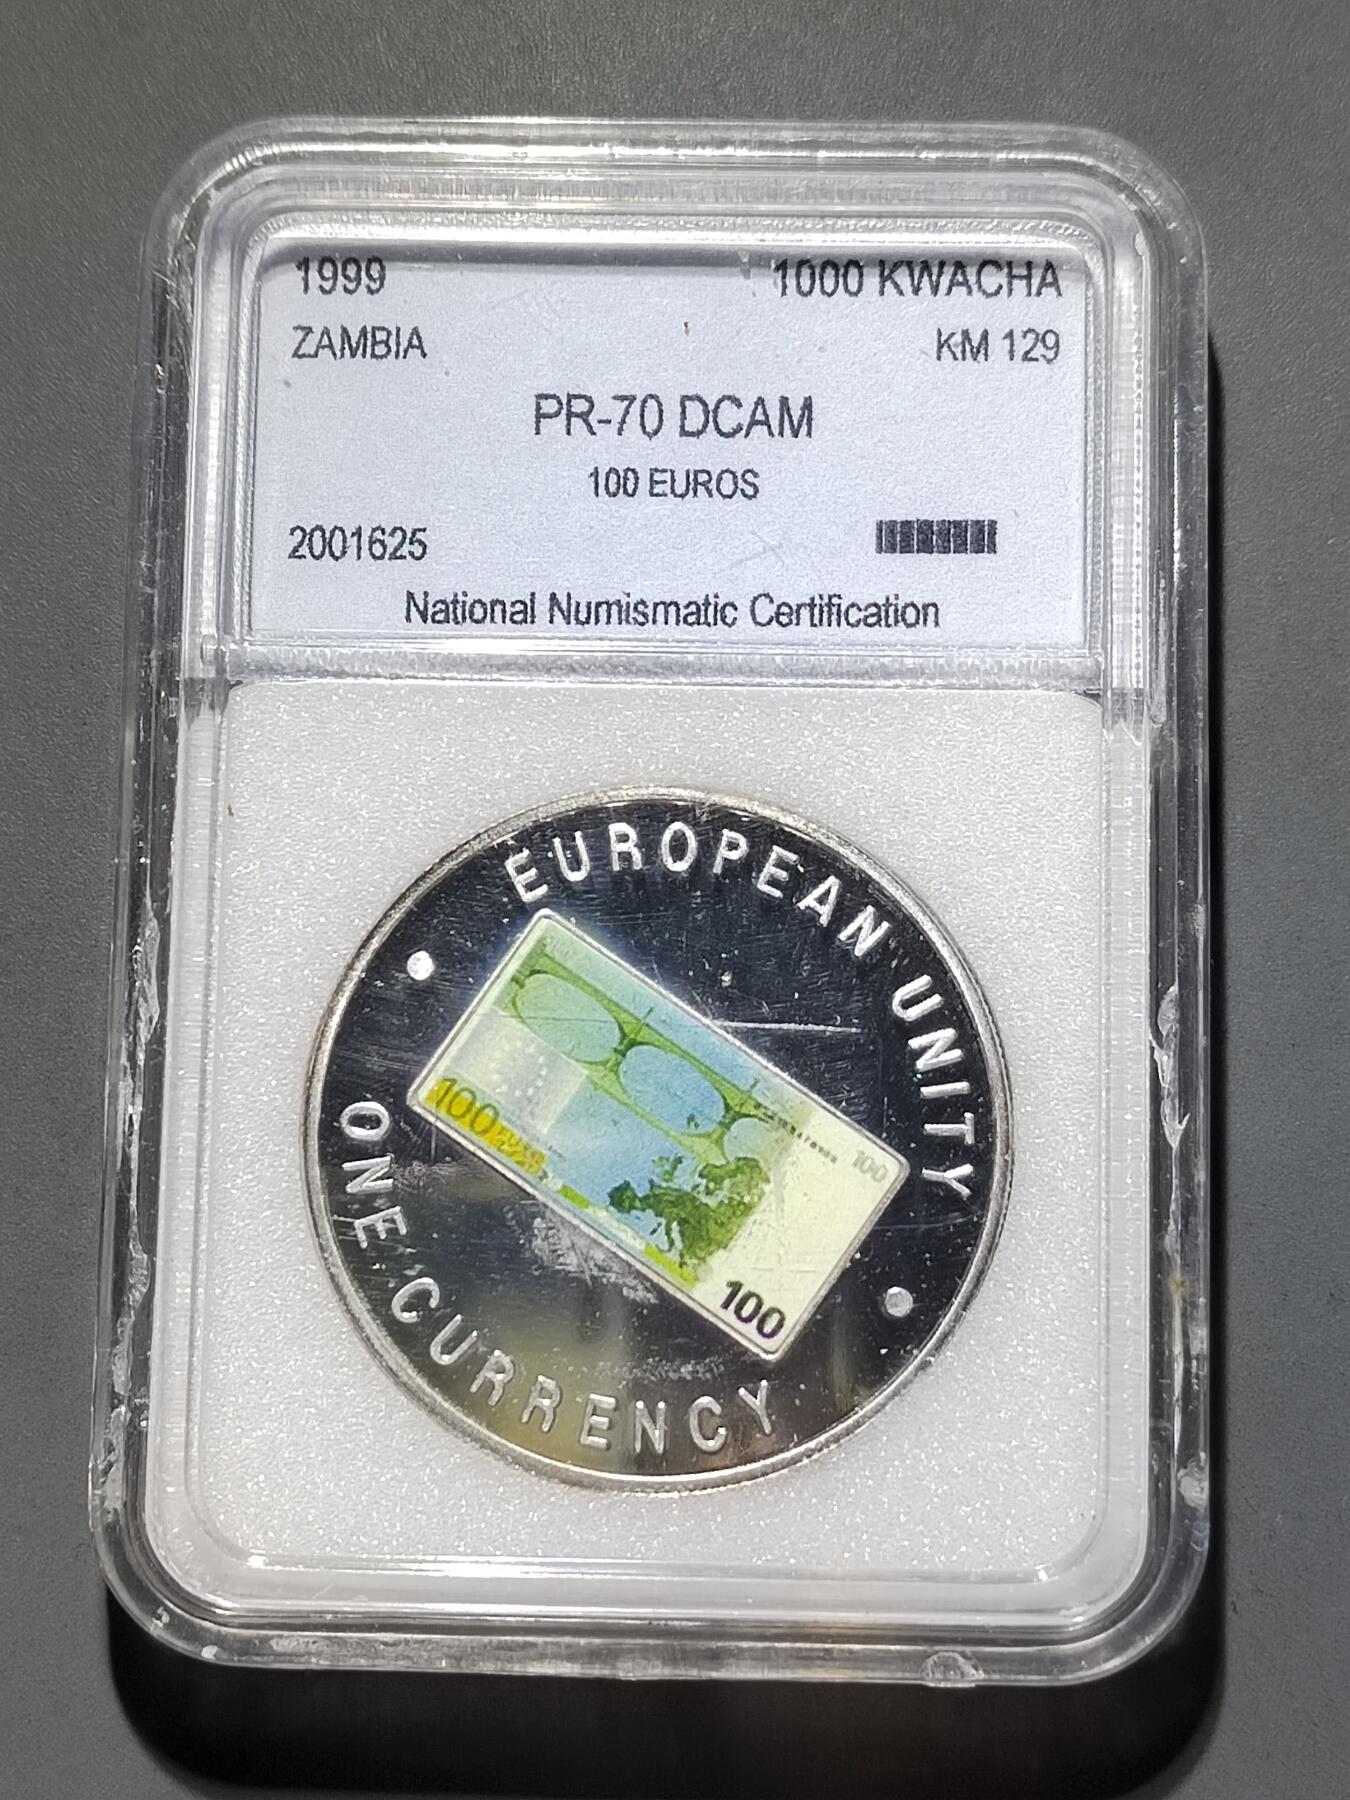 1999 1000 KWACHA
ZAMBIA KM 129
PR-70 DCAM
100 EUROS
2001625
National Numismatic Certification
EUROPEAN UNITY
100
100
100
ONE CURRENCY